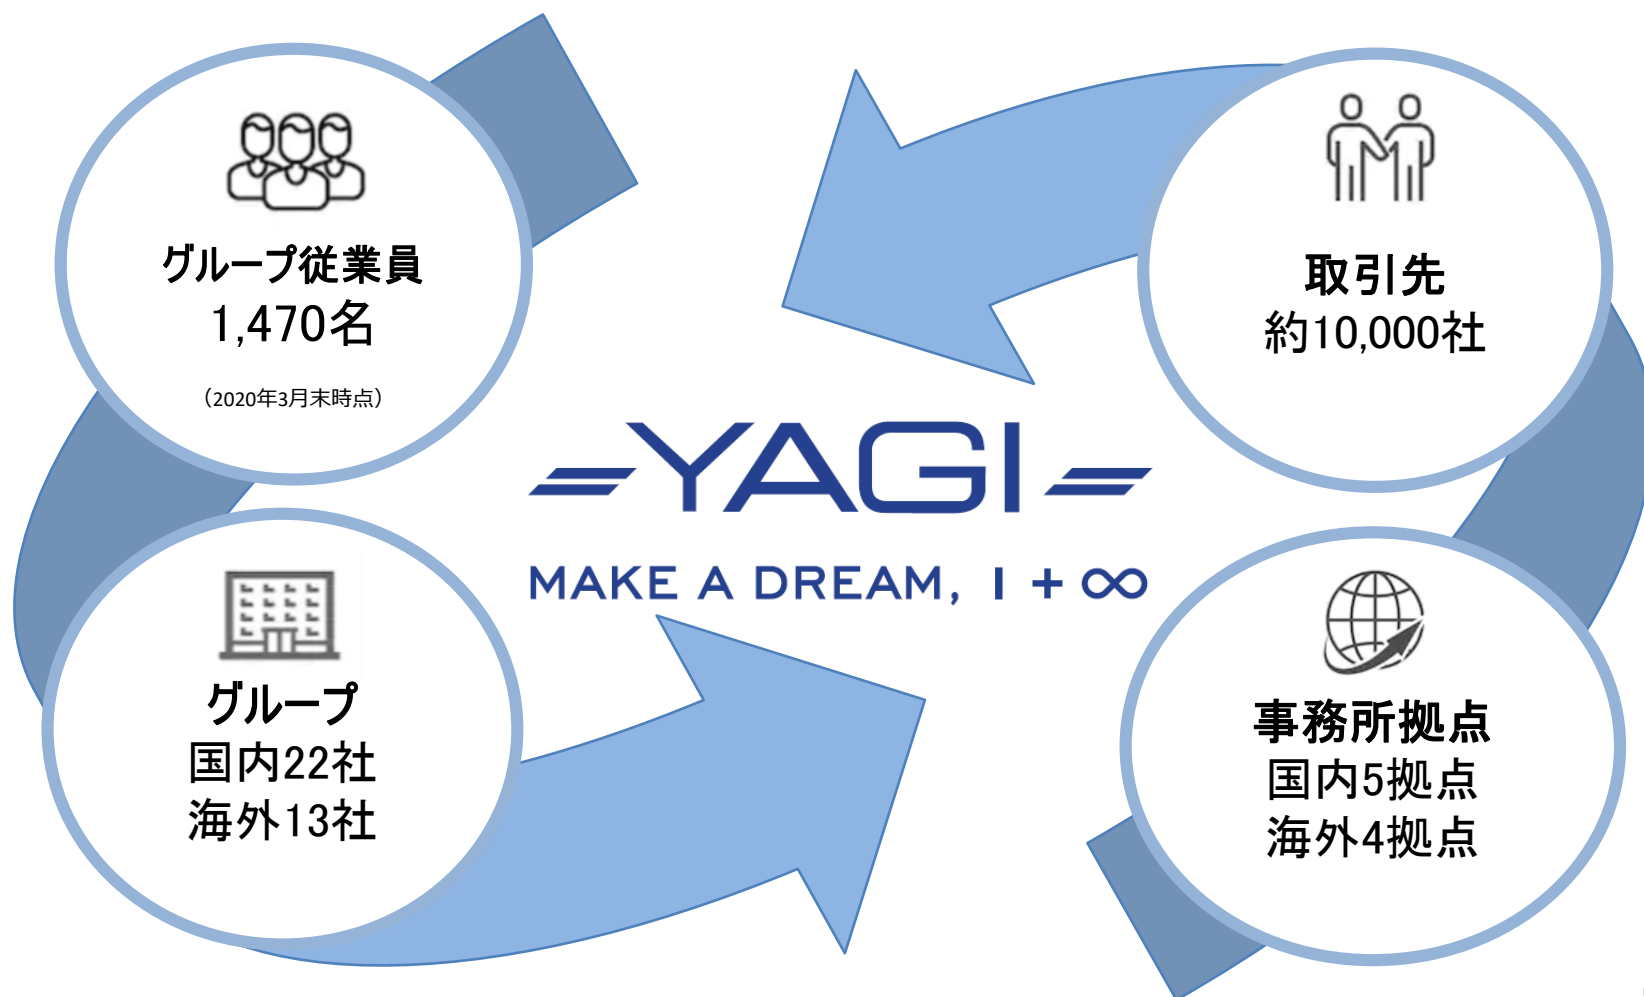 グループ従業員
1,470名
（2020年3月末時点）
取引先
約10,000社
YAGI
MAKE A DREAM, 1 + ∞
グループ
国内22社
海外13社
事務所拠点
国内5拠点
海外4拠点